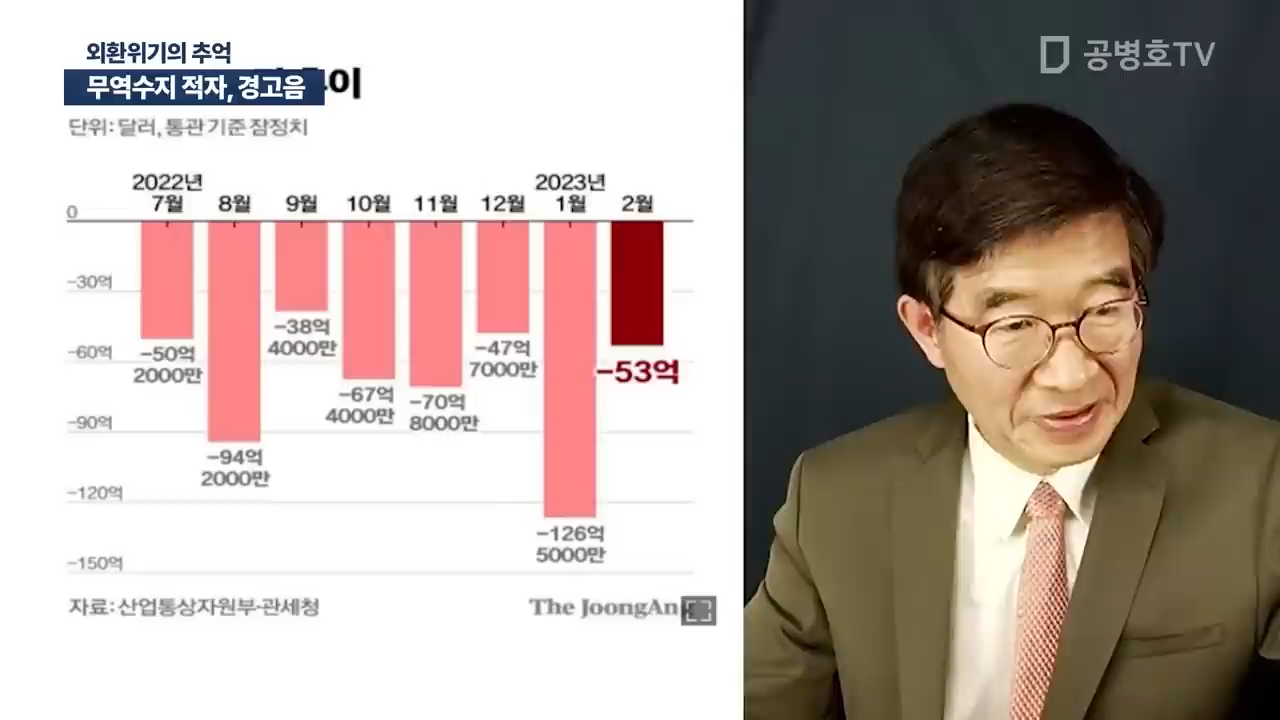 외환위기의 추억
무역수지 적자, 경고음
공병호TV
단위: 달러, 통관 기준 잠정치
2022년
7월
8월
9월
10월
11월
12월
2023년
1월
2월
0
-30억
-60억
-90억
-120억
-150억
-50억
2000만
-94억
2000만
-38억
4000만
-67억
4000만
-70억
8000만
-47억
7000만
-126억
5000만
-53억
자료: 산업통상자원부·관세청
The JoongAn